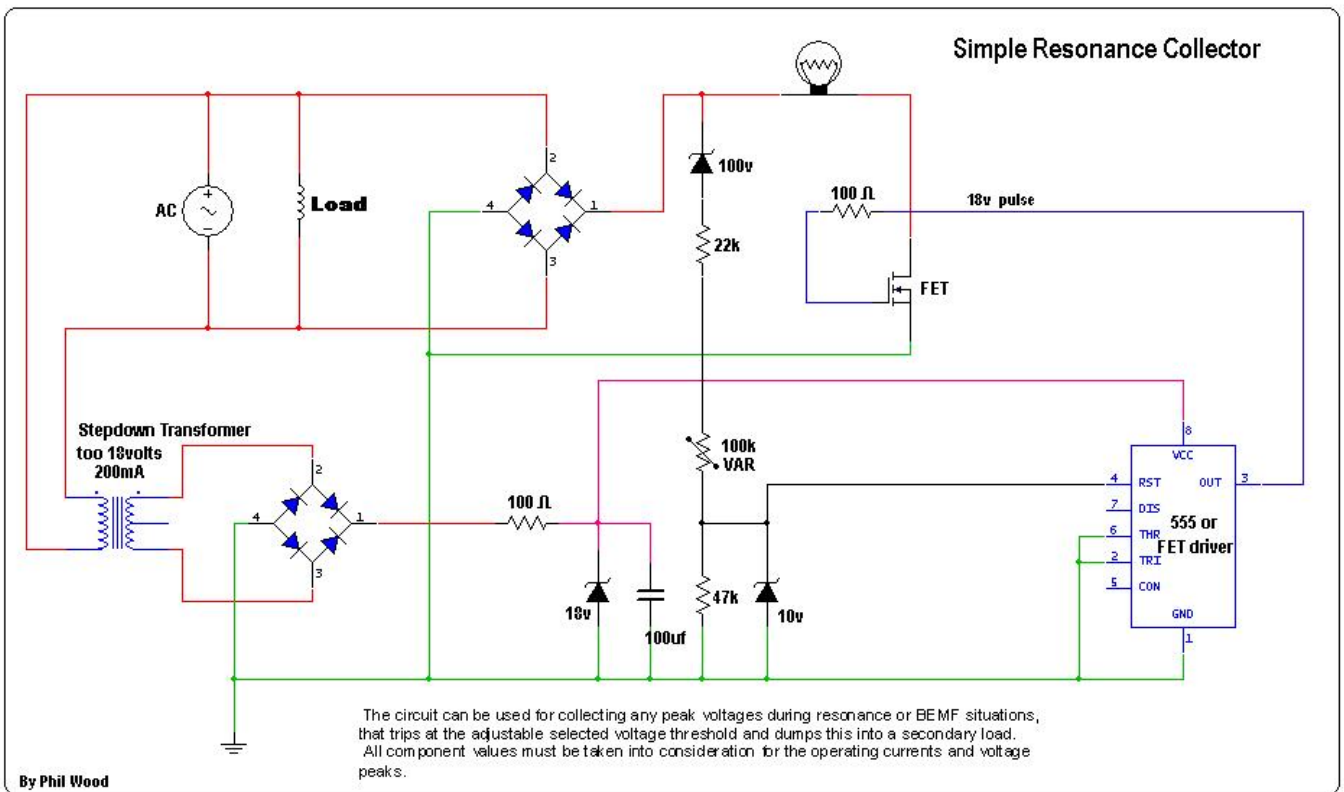 Simple Resonance Collector
2
100v
100 Ω
18v pulse
AC
Load
4
1
22k
3
FET
Stepdown Transformer
too 18volts
200mA
100k
VAR
8
VCC
2
4
RST
OUT
3
100 Ω
7
DIS
4
1
6
THR
555 or
FET driver
2
TRI
3
5
CON
18v
47k
10v
GND
100uf
1
The circuit can be used for collecting any peak voltages during resonance or BEMF situations,
that trips at the adjustable selected voltage threshold and dumps this into a secondary load.
All component values must be taken into consideration for the operating currents and voltage
peaks.
By Phil Wood